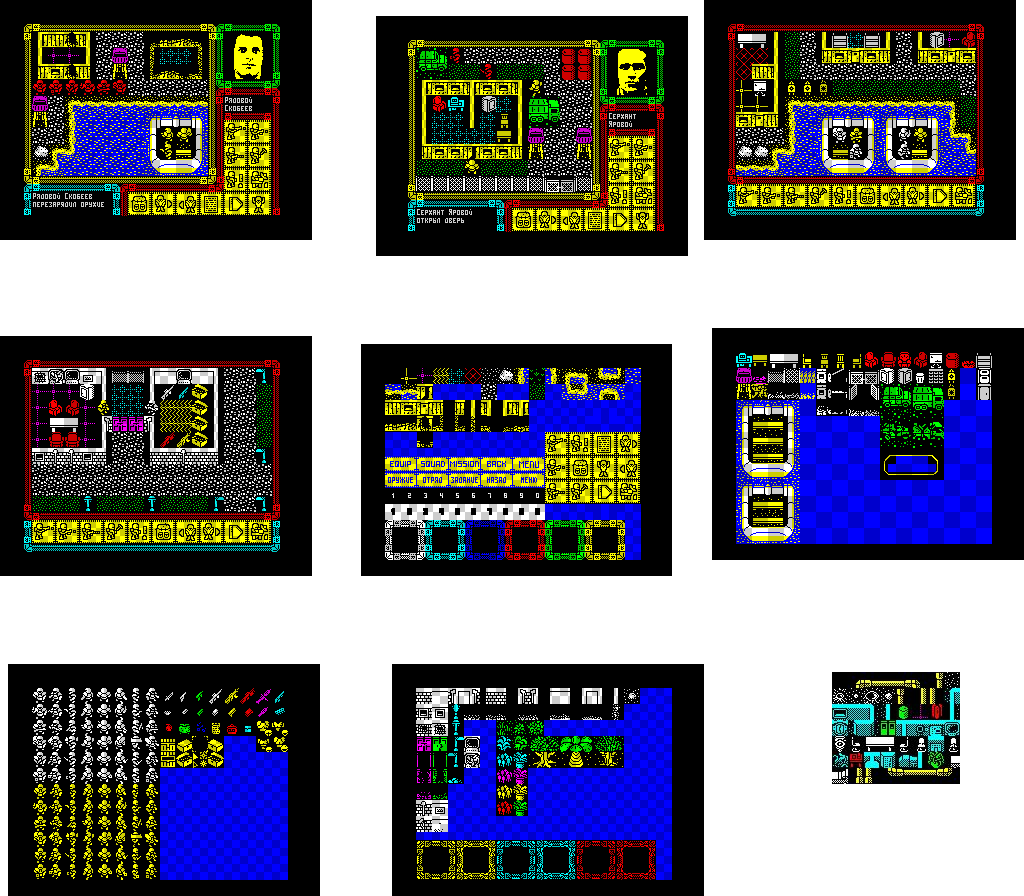 Рядовой
Скобеев
Рядовой Скобеев
перезарядил оружие
Сержант
Яровой
Сержант Яровой
открыл дверь
EQUIP SQUAD MISSION BACK MENU
ОРУЖИЕ ОТРЯД ЗАДАНИЕ НАЗАД МЕНЮ
1 2 3 4 5 6 7 8 9 0